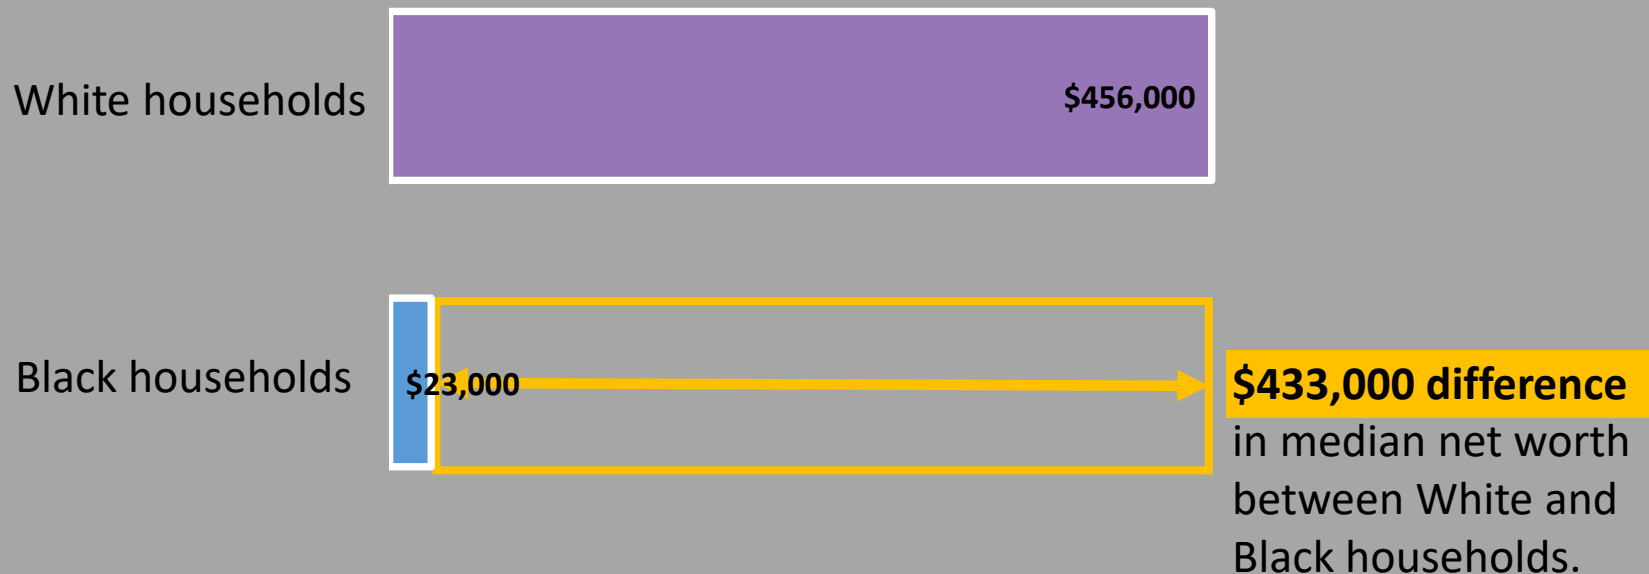 White households
$456,000
Black households
$23,000
$433,000 difference
in median net worth
between White and
Black households.